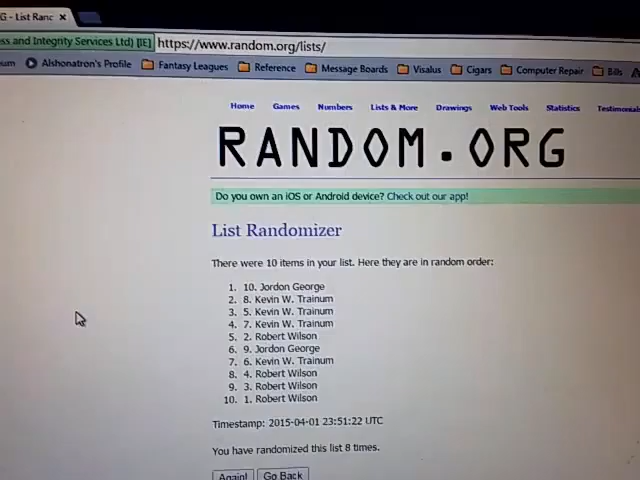 G - List Ranc ×
ess and Integrity Services Ltd) [IE] https://www.random.org/lists/
Alshonatron's Profile Fantasy Leagues Reference Message Boards Visalus Cigars Computer Repair Bills
Home Games Numbers Lists & More Drawings Web Tools Statistics Testimonials
RANDOM.ORG
Do you own an iOS or Android device? Check out our app!
List Randomizer
There were 10 items in your list. Here they are in random order:
1. 10. Jordon George
2. 8. Kevin W. Trainum
3. 5. Kevin W. Trainum
4. 7. Kevin W. Trainum
5. 2. Robert Wilson
6. 9. Jordon George
7. 6. Kevin W. Trainum
8. 4. Robert Wilson
9. 3. Robert Wilson
10. 1. Robert Wilson
Timestamp: 2015-04-01 23:51:22 UTC
You have randomized this list 8 times.
Again! Go Back